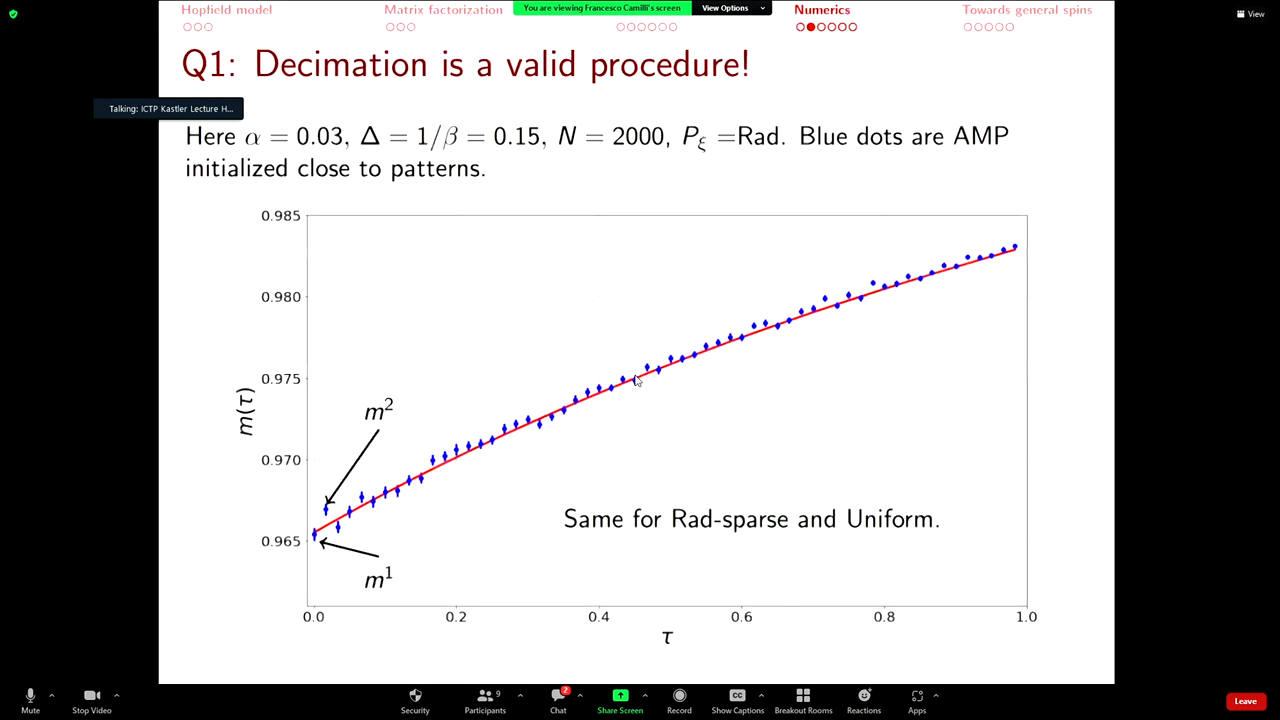 Hopfield model
Matrix factorization
You are viewing Francesco Camilli's screen
View Options
Numerics
Towards general spins
View
Q1: Decimation is a valid procedure!
Talking: ICTP Kastler Lecture H...
Here α = 0.03, Δ = 1/β = 0.15, N = 2000, P_ξ =Rad. Blue dots are AMP
initialized close to patterns.
0.985
0.980
0.975
0.970
0.965
m(τ)
m²
m¹
Same for Rad-sparse and Uniform.
0.0 0.2 0.4 0.6 0.8 1.0
τ
Mute
Stop Video
Security
9
Participants
2
Chat
Share Screen
Record
CC
Show Captions
Breakout Rooms
Reactions
Apps
Leave